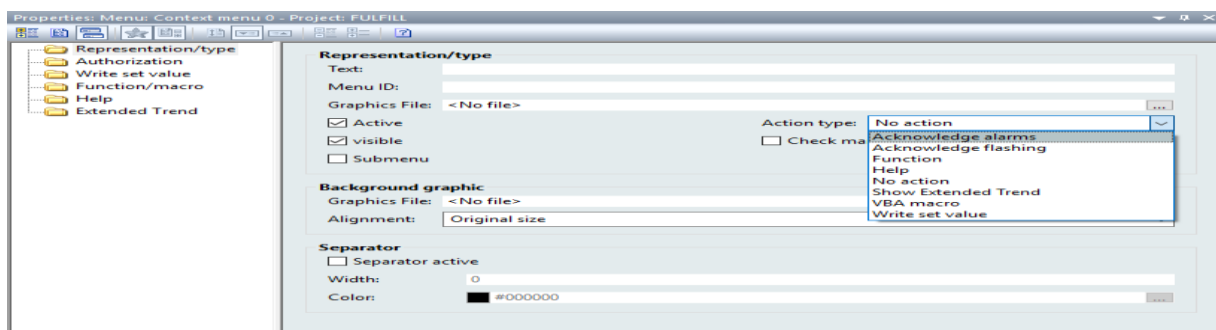 Properties: Menu: Context menu 0 - Project: FULFILL
Representation/type
Authorization
Write set value
Function/macro
Help
Extended Trend
Representation/type
Text:
Menu ID:
Graphics File: <No file> ...
Active Action type: No action
visible Check ma
Submenu
Acknowledge alarms
Acknowledge flashing
Function
Help
No action
Show Extended Trend
VBA macro
Write set value
Background graphic
Graphics File: <No file>
Alignment: Original size
Separator
Separator active
Width: 0
Color: #000000 ...